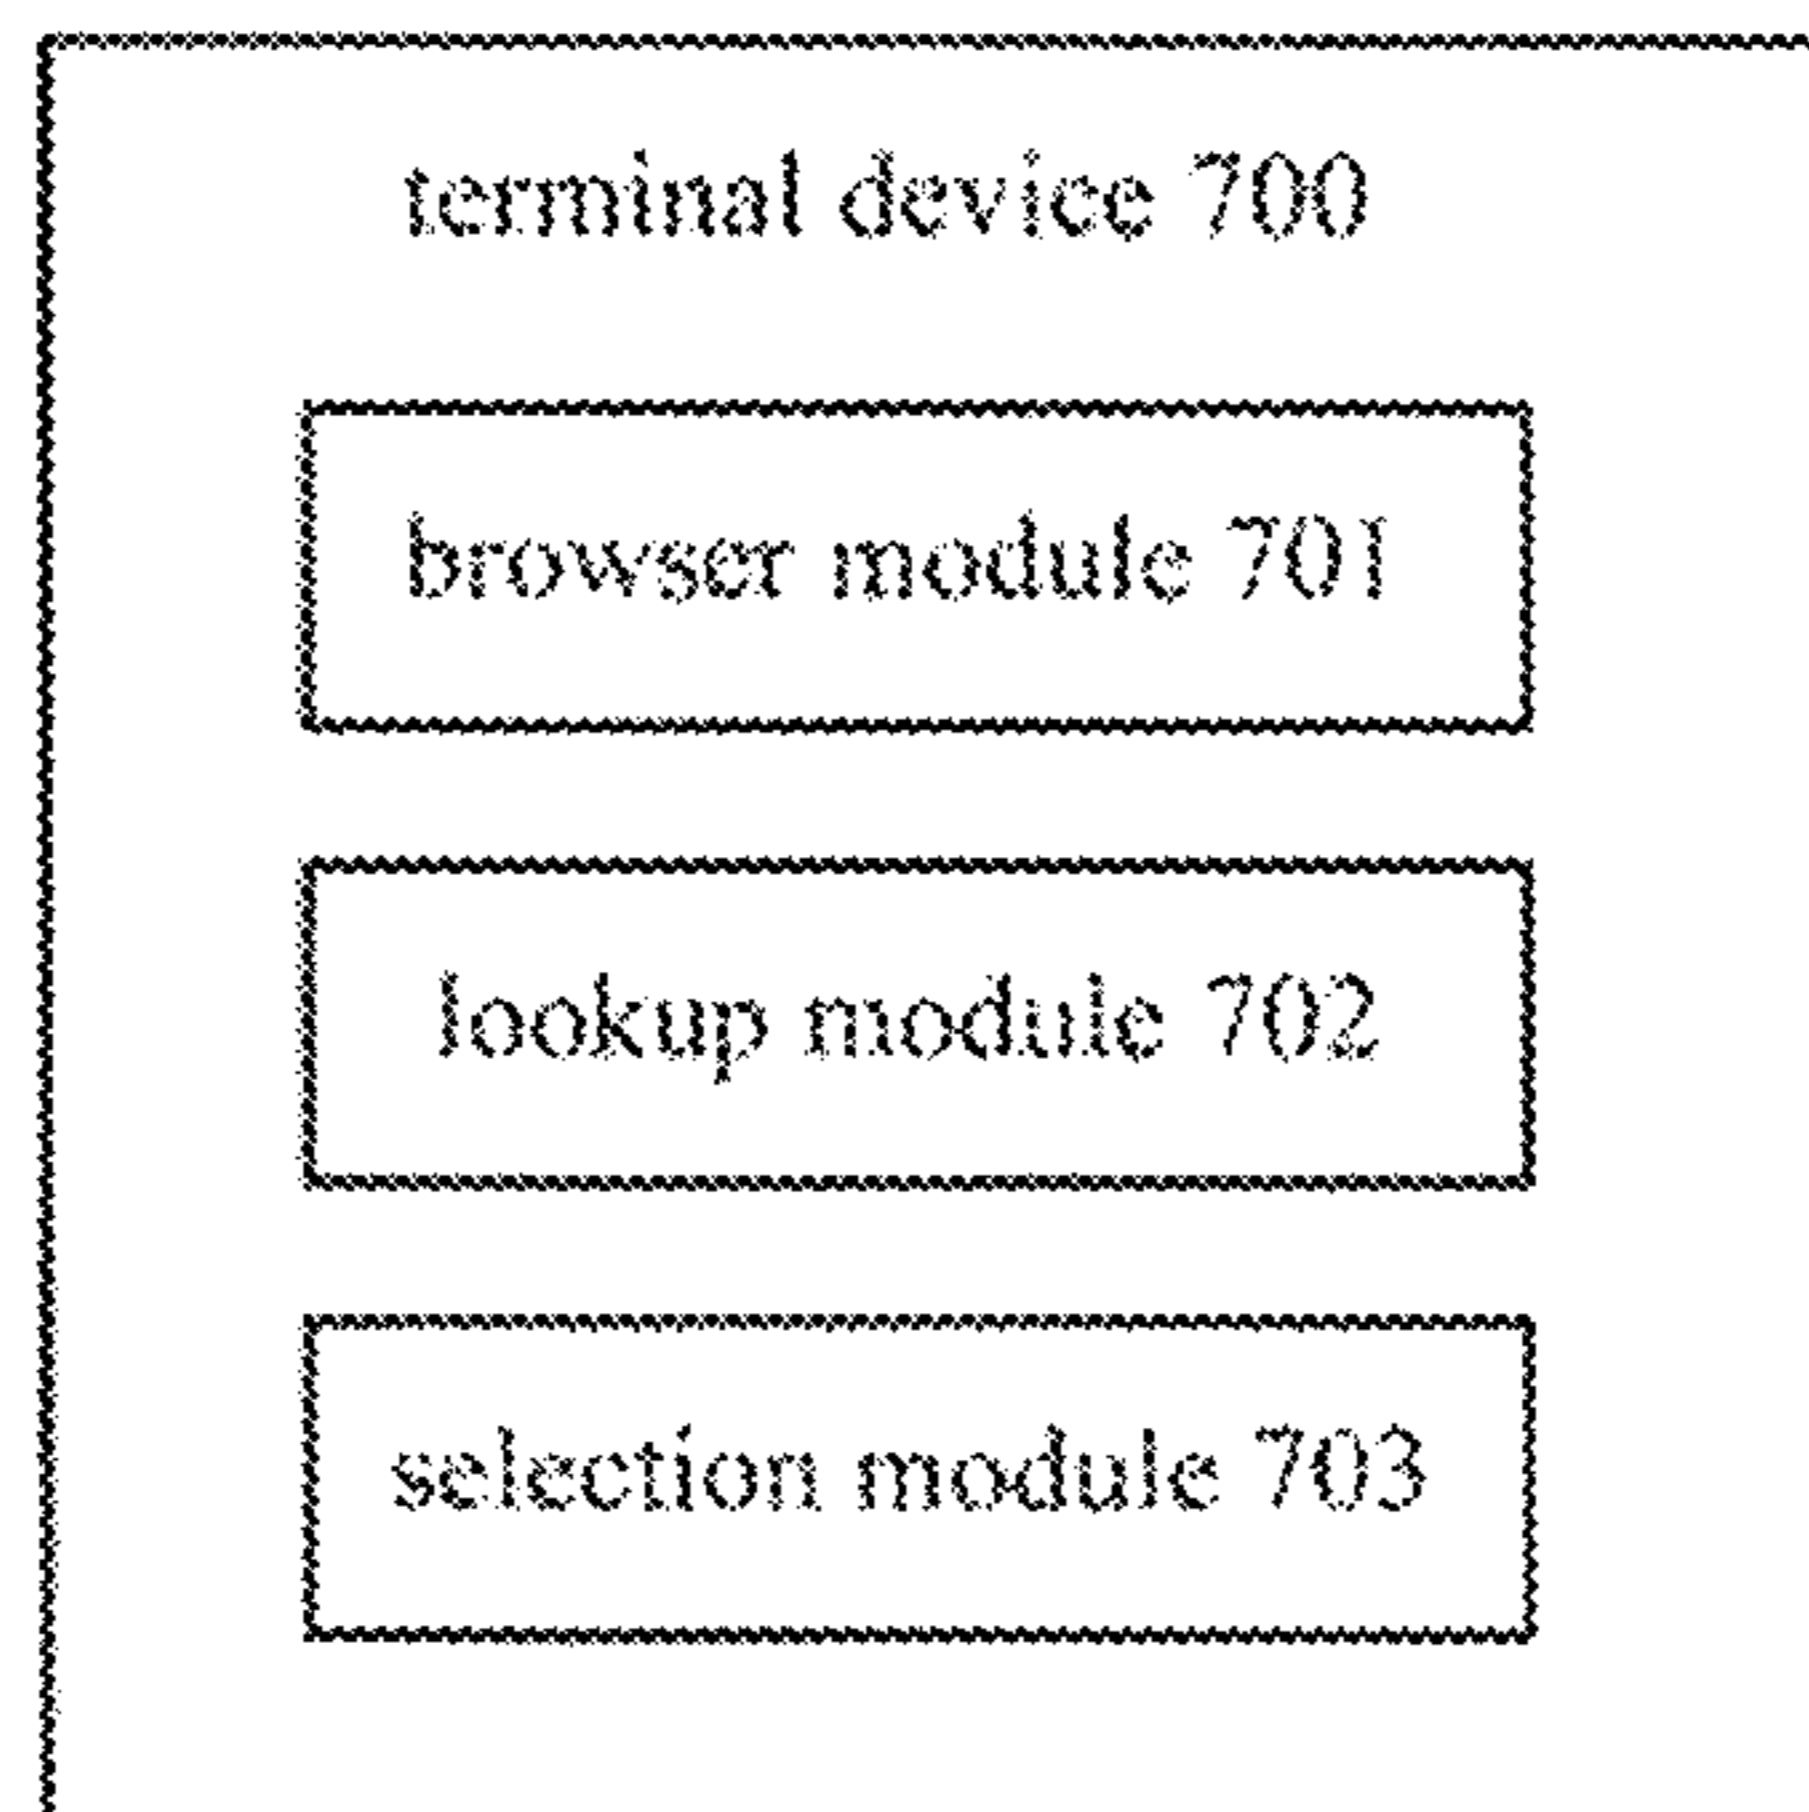 terminal device 700
browser module 701
lookup module 702
selection module 703